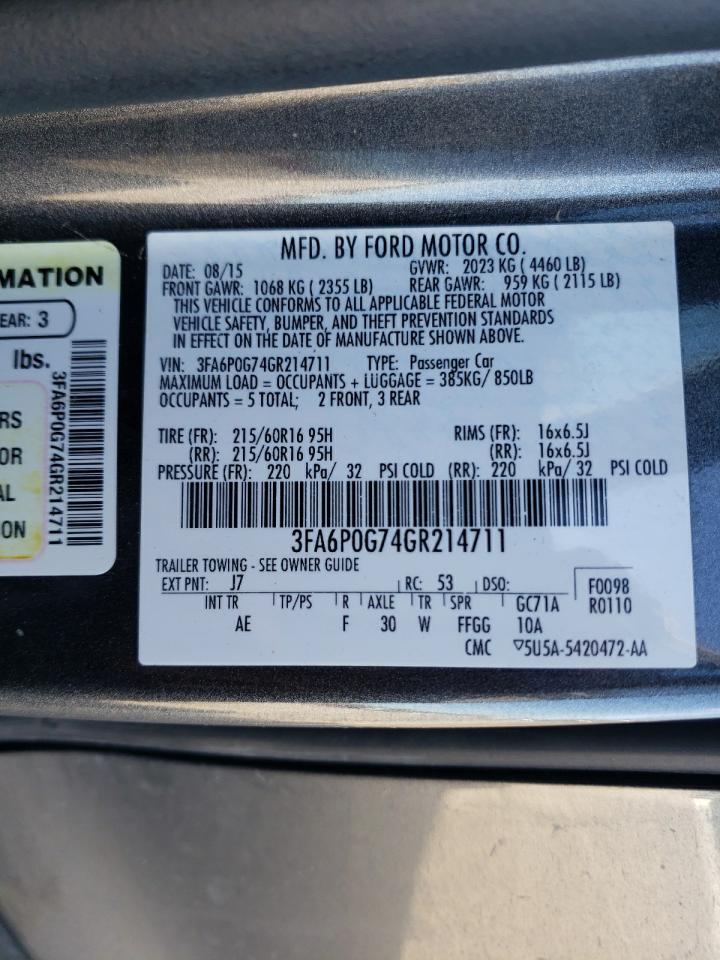 RMATION
EAR: 3
lbs.
RS
OR
AL
ON
3FA6P0G74GR214711
MFD. BY FORD MOTOR CO.
DATE: 08/15 GVWR: 2023 KG ( 4460 LB)
FRONT GAWR: 1068 KG ( 2355 LB) REAR GAWR: 959 KG ( 2115 LB)
THIS VEHICLE CONFORMS TO ALL APPLICABLE FEDERAL MOTOR
VEHICLE SAFETY, BUMPER, AND THEFT PREVENTION STANDARDS
IN EFFECT ON THE DATE OF MANUFACTURE SHOWN ABOVE.
VIN: 3FA6P0G74GR214711 TYPE: Passenger Car
MAXIMUM LOAD = OCCUPANTS + LUGGAGE = 385KG/ 850LB
OCCUPANTS = 5 TOTAL; 2 FRONT, 3 REAR
TIRE (FR): 215/60R16 95H RIMS (FR): 16x6.5J
(RR): 215/60R16 95H (RR): 16x6.5J
PRESSURE (FR): 220 kPa/ 32 PSI COLD (RR): 220 kPa/ 32 PSI COLD
3FA6P0G74GR214711
TRAILER TOWING - SEE OWNER GUIDE
EXT PNT: J7 RC: 53 DSO: F0098
INT TR TP/PS R AXLE TR SPR GC71A R0110
AE F 30 W FFGG 10A
CMC ▽5U5A-5420472-AA